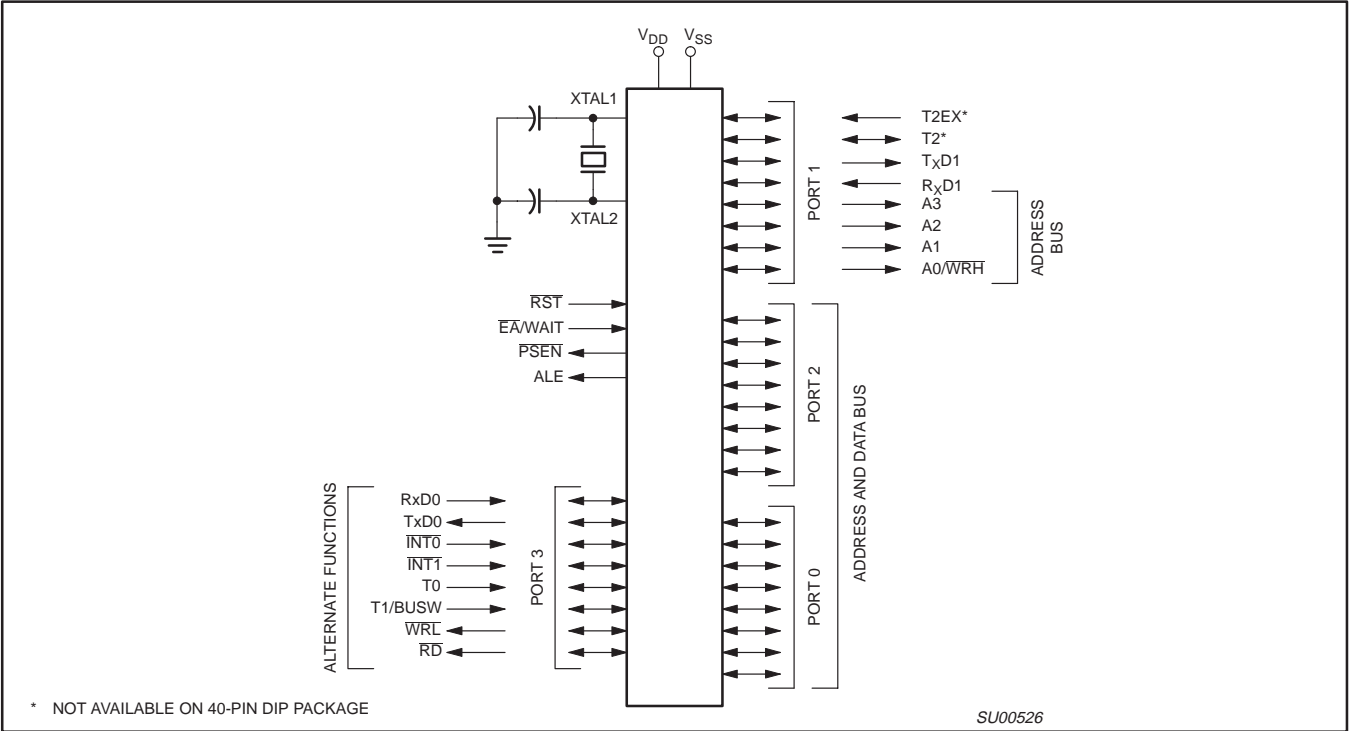 VDD VSS
XTAL1
XTAL2
RST
EA/WAIT
PSEN
ALE
ALTERNATE FUNCTIONS
RxD0
TxD0
INT0
INT1
T0
T1/BUSW
WRL
RD
PORT 3
PORT 1
T2EX*
T2*
TXD1
RXD1
A3
A2
A1
A0/WRH
ADDRESS
BUS
PORT 2
PORT 0
ADDRESS AND DATA BUS
* NOT AVAILABLE ON 40-PIN DIP PACKAGE
SU00526